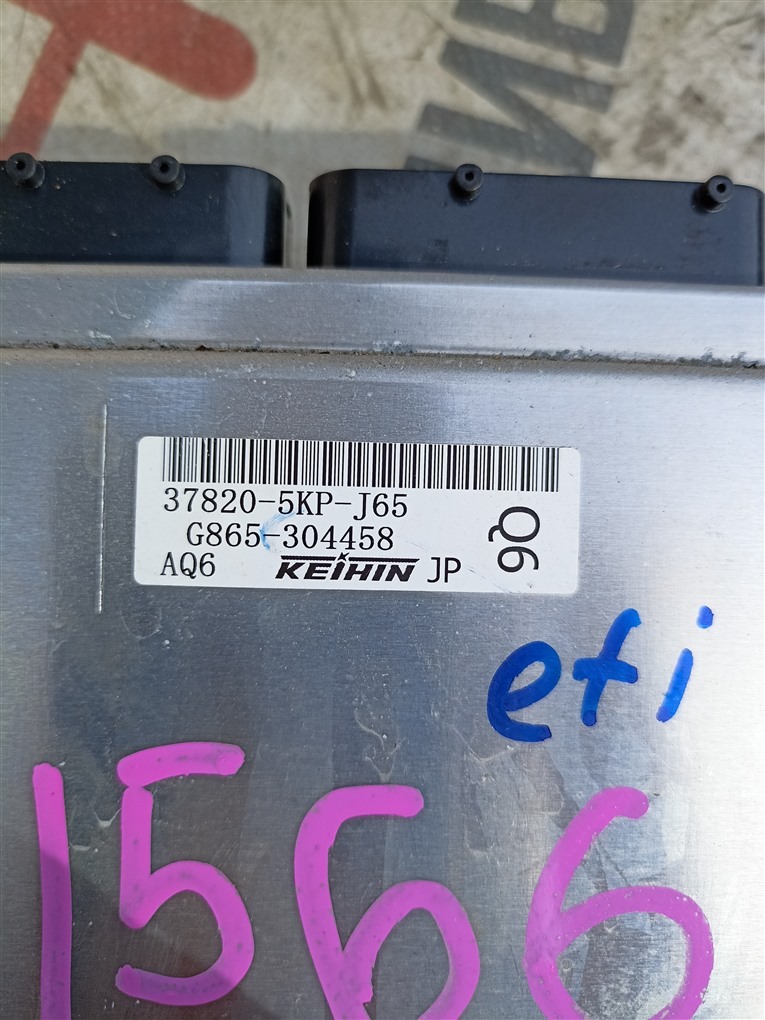 37820-5KP-J65
G865-304458
AQ6 KEIHIN JP
Q6
efi
1566